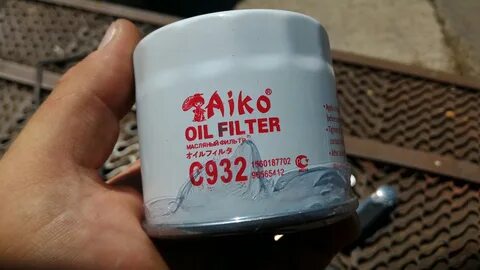 Aiko
OIL FILTER
МАСЛЯНЫЙ ФИЛЬТР
オイルフィルタ
C932
1560187702
96565412